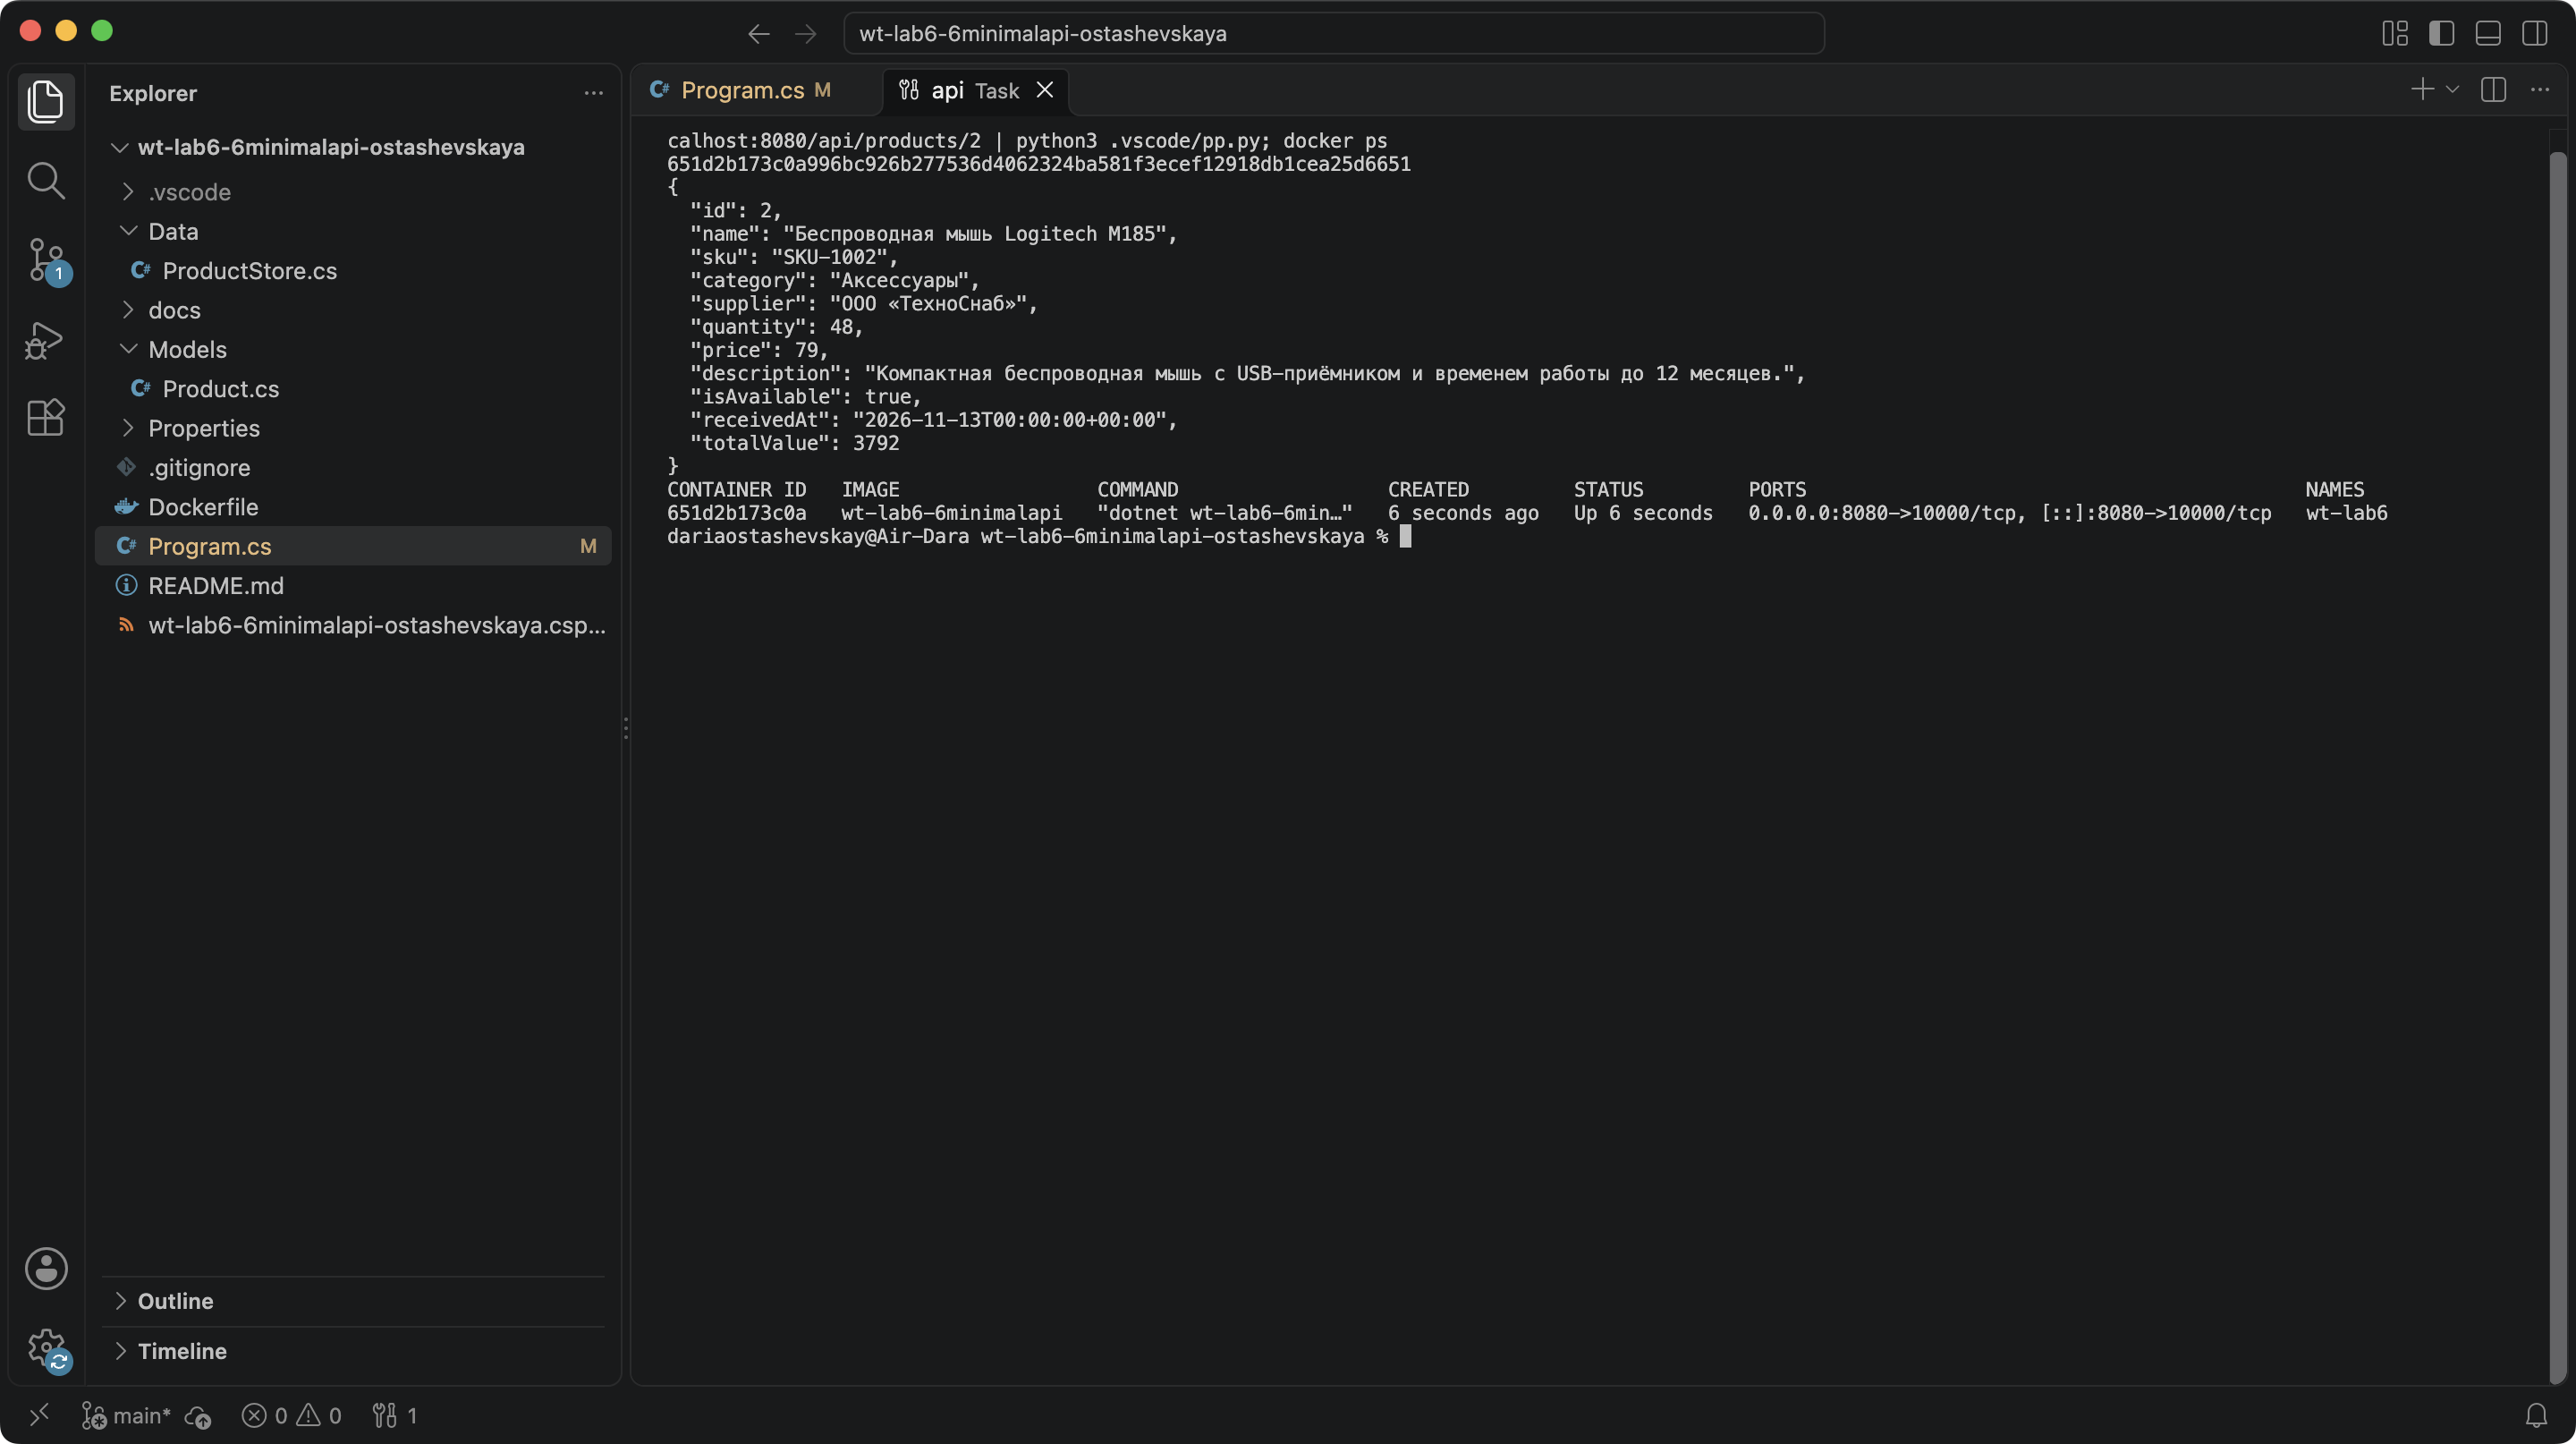 wt-lab6-6minimalapi-ostashevskaya
Explorer
wt-lab6-6minimalapi-ostashevskaya
.vscode
Data
ProductStore.cs
docs
Models
Product.cs
Properties
.gitignore
Dockerfile
Program.cs M
README.md
wt-lab6-6minimalapi-ostashevskaya.csp...
Outline
Timeline
Program.cs M
api Task
calhost:8080/api/products/2 | python3 .vscode/pp.py; docker ps
651d2b173c0a996bc926b277536d4062324ba581f3ecef12918db1cea25d6651
{
"id": 2,
"name": "Беспроводная мышь Logitech M185",
"sku": "SKU-1002",
"category": "Аксессуары",
"supplier": "ООО «ТехноСнаб»",
"quantity": 48,
"price": 79,
"description": "Компактная беспроводная мышь с USB-приёмником и временем работы до 12 месяцев.",
"isAvailable": true,
"receivedAt": "2026-11-13T00:00:00+00:00",
"totalValue": 3792
}
CONTAINER ID IMAGE COMMAND CREATED STATUS PORTS NAMES
651d2b173c0a wt-lab6-6minimalapi "dotnet wt-lab6-6min…" 6 seconds ago Up 6 seconds 0.0.0.0:8080->10000/tcp, [::]:8080->10000/tcp wt-lab6
dariaostashevskay@Air-Dara wt-lab6-6minimalapi-ostashevskaya %
1
main* 0 0 1